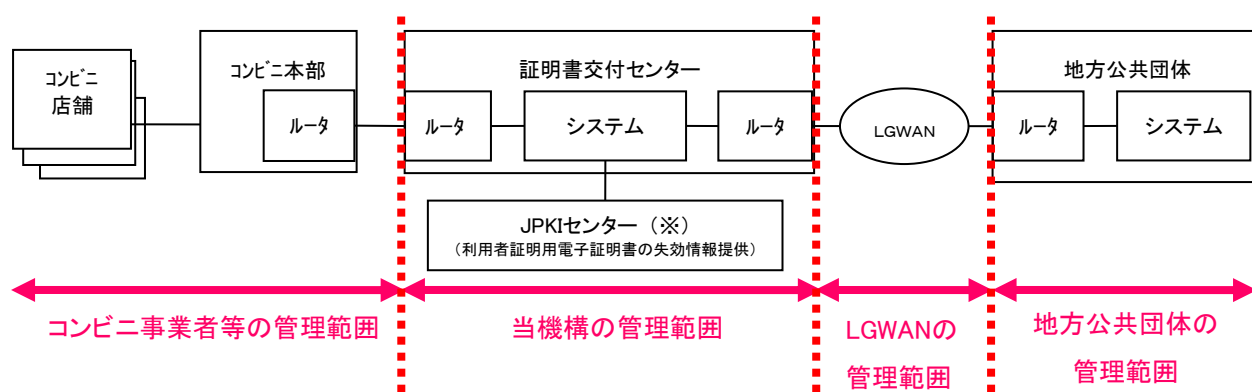 コンビニ
店舗
コンビニ本部
ルータ
証明書交付センター
ルータ
システム
ルータ
LGWAN
地方公共団体
ルータ
システム
JPKIセンター（※）
（利用者証明用電子証明書の失効情報提供）
コンビニ事業者等の管理範囲
当機構の管理範囲
LGWANの
管理範囲
地方公共団体の
管理範囲